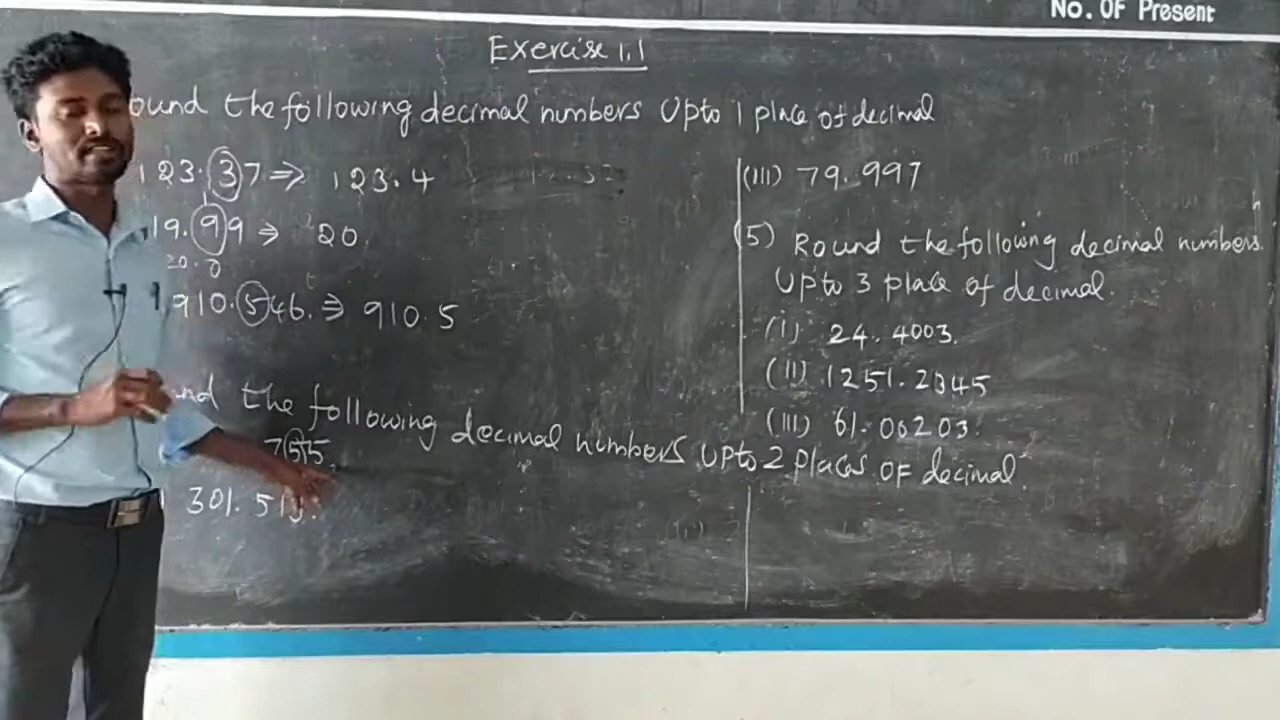 No. OF Present
Exercise 1.1
ound the following decimal numbers Upto 1 place of decimal
123.37 ⇒ 123.4
19.99 ⇒ 20
20.0
910.546. ⇒ 910.5
nd the following decimal numbers upto 2 places OF decimal.
301.51
(III) 79.997
(5) Round the following decimal numbers
Upto 3 place of decimal.
(I) 24.4003.
(II) 1251.2345
(III) 61.00203.